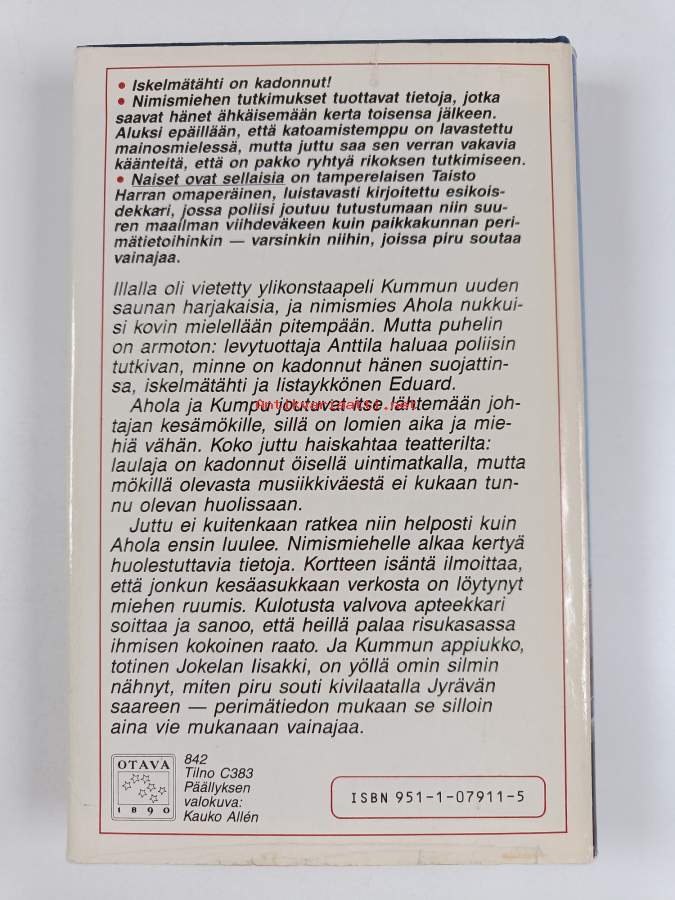 • Iskelmätähti on kadonnut!
• Nimismiehen tutkimukset tuottavat tietoja, jotka
saavat hänet ähkäisemään kerta toisensa jälkeen.
Aluksi epäillään, että katoamistemppu on lavastettu
mainosmielessä, mutta juttu saa sen verran vakavia
käänteitä, että on pakko ryhtyä rikoksen tutkimiseen.
• Naiset ovat sellaisia on tamperelaisen Taisto
Harran omaperäinen, luistavasti kirjoitettu esikois-
dekkari, jossa poliisi joutuu tutustumaan niin suu-
ren maailman viihdeväkeen kuin paikkakunnan peri-
mätietoihinkin — varsinkin niihin, joissa piru soutaa
vainajaa.
Illalla oli vietetty ylikonstaapeli Kummun uuden
saunan harjakaisia, ja nimismies Ahola nukkui-
si kovin mielellään pitempään. Mutta puhelin
on armoton: levytuottaja Anttila haluaa poliisin
tutkivan, minne on kadonnut hänen suojattin-
sa, iskelmätähti ja listaykkönen Eduard.
Ahola ja Kumpu joutuvat itse lähtemään joh-
tajan kesämökille, sillä on lomien aika ja mie-
hiä vähän. Koko juttu haiskahtaa teatterilta:
laulaja on kadonnut öisellä uintimatkalla, mutta
mökillä olevasta musiikkiväestä ei kukaan tun-
nu olevan huolissaan.
Juttu ei kuitenkaan ratkea niin helposti kuin
Ahola ensin luulee. Nimismiehelle alkaa kertyä
huolestuttavia tietoja. Kortteen isäntä ilmoittaa,
että jonkun kesäasukkaan verkosta on löytynyt
miehen ruumis. Kulotusta valvova apteekkari
soittaa ja sanoo, että heillä palaa risukasassa
ihmisen kokoinen raato. Ja Kummun appiukko,
totinen Jokelan Iisakki, on yöllä omin silmin
nähnyt, miten piru souti kivilaatalla Jyrävän
saareen — perimätiedon mukaan se silloin
aina vie mukanaan vainajaa.
OTAVA
1890
842
Tilno C383
Päällyksen
valokuva:
Kauko Allén
ISBN 951-1-07911-5